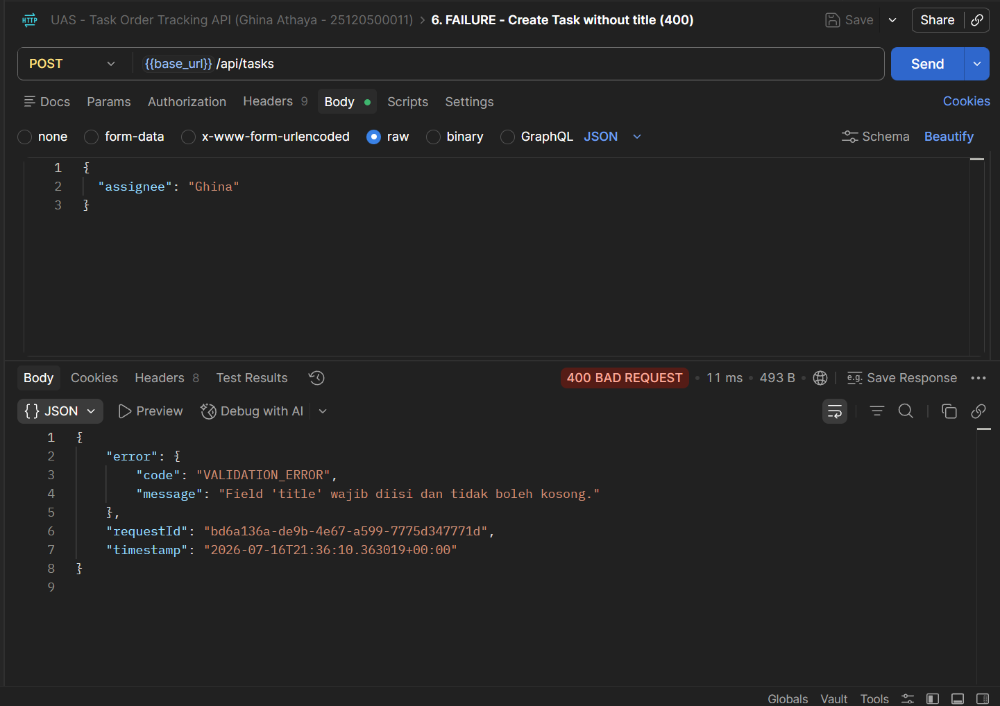 HTTP UAS - Task Order Tracking API (Ghina Athaya - 25120500011) > 6. FAILURE - Create Task without title (400) Save Share
POST {{base_url}} /api/tasks Send
Docs Params Authorization Headers 9 Body Scripts Settings Cookies
none form-data x-www-form-urlencoded raw binary GraphQL JSON Schema Beautify
1 {
2 "assignee": "Ghina"
3 }
Body Cookies Headers 8 Test Results 400 BAD REQUEST • 11 ms • 493 B • e.g. Save Response
{} JSON Preview Debug with AI
1 {
2 "error": {
3 "code": "VALIDATION_ERROR",
4 "message": "Field 'title' wajib diisi dan tidak boleh kosong."
5 },
6 "requestId": "bd6a136a-de9b-4e67-a599-7775d347771d",
7 "timestamp": "2026-07-16T21:36:10.363019+00:00"
8 }
9
Globals Vault Tools